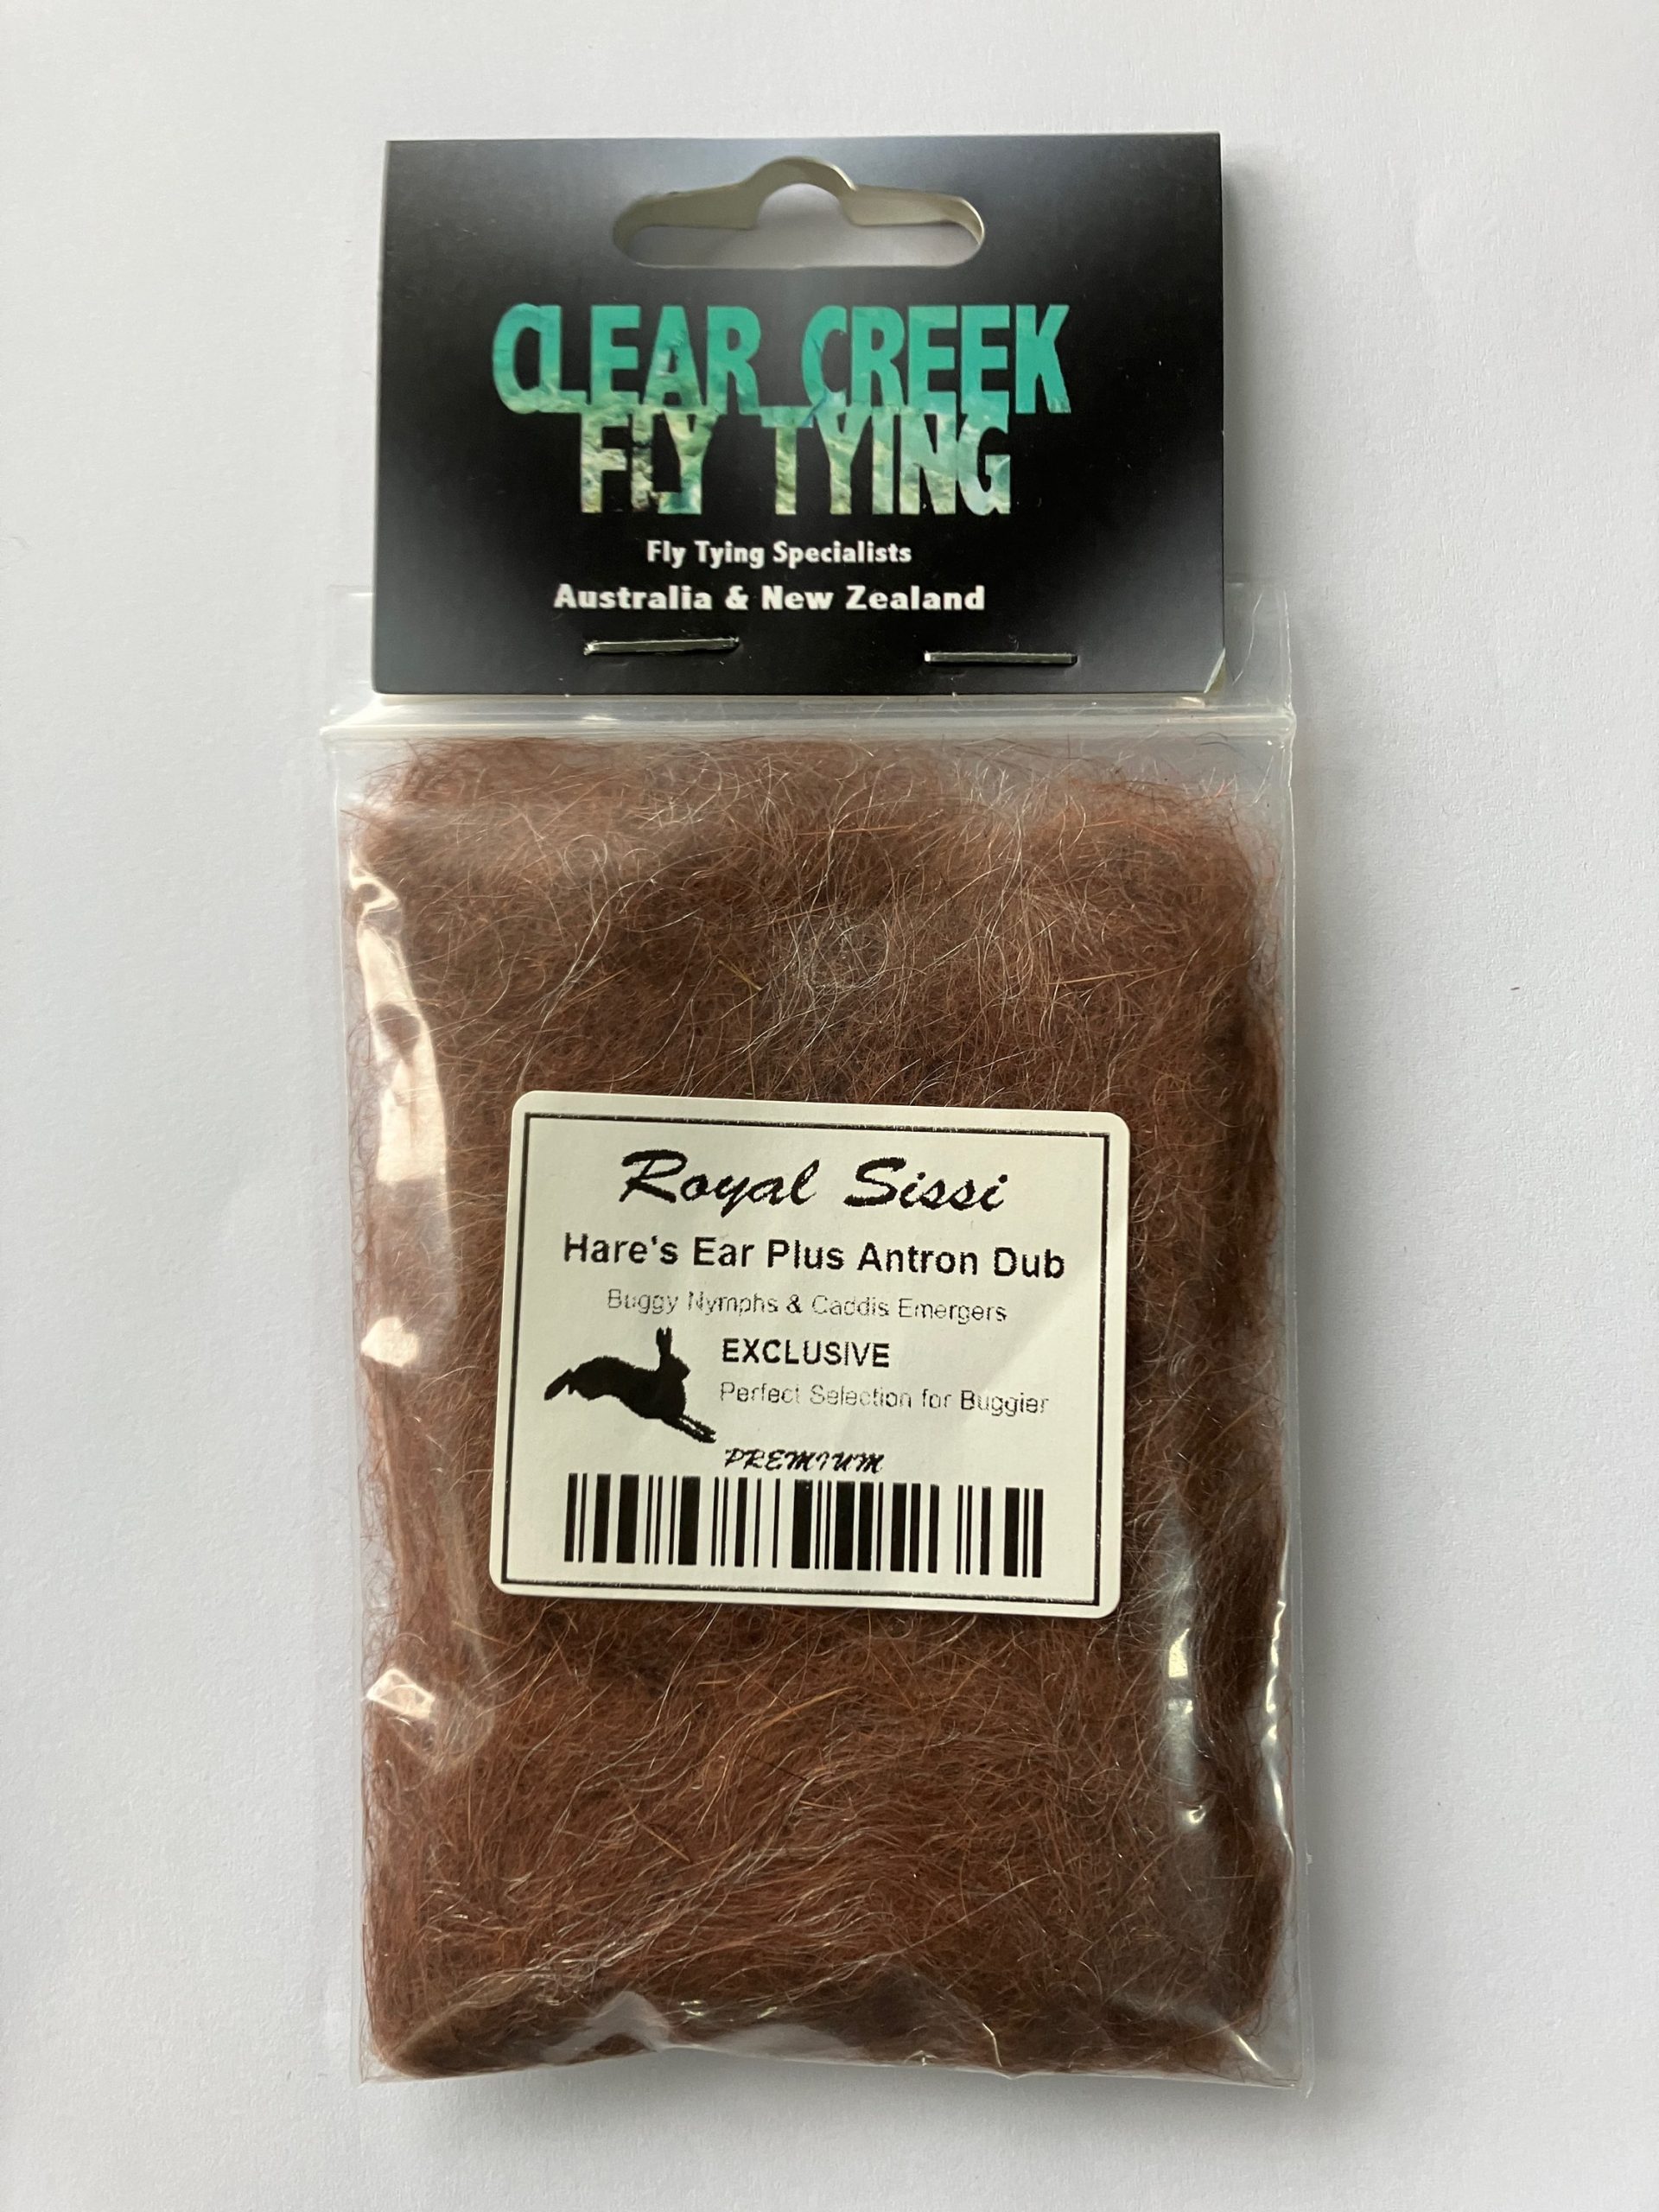 CLEAR CREEK
FLY TYING
Fly Tying Specialists
Australia & New Zealand
Royal Sissi
Hare's Ear Plus Antron Dub
Buggy Nymphs & Caddis Emergers
EXCLUSIVE
Perfect Selection for Buggier
PREMIUM